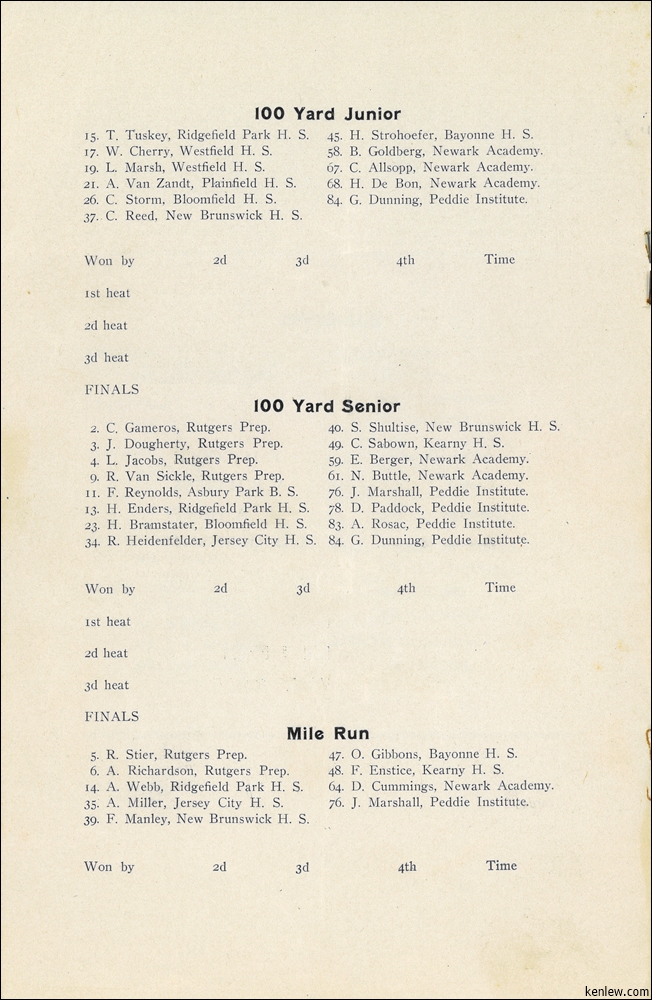 100 Yard Junior
15. T. Tuskey, Ridgefield Park H. S. 45. H. Strohoefer, Bayonne H. S.
17. W. Cherry, Westfield H. S. 58. B. Goldberg, Newark Academy.
19. L. Marsh, Westfield H. S. 67. C. Allsopp, Newark Academy.
21. A. Van Zandt, Plainfield H. S. 68. H. De Bon, Newark Academy.
26. C. Storm, Bloomfield H. S. 84. G. Dunning, Peddie Institute.
37. C. Reed, New Brunswick H. S.
Won by 2d 3d 4th Time
1st heat
2d heat
3d heat
FINALS
100 Yard Senior
2. C. Gameros, Rutgers Prep. 40. S. Shultise, New Brunswick H. S.
3. J. Dougherty, Rutgers Prep. 49. C. Sabown, Kearny H. S.
4. L. Jacobs, Rutgers Prep. 59. E. Berger, Newark Academy.
9. R. Van Sickle, Rutgers Prep. 61. N. Buttle, Newark Academy.
11. F. Reynolds, Asbury Park B. S. 76. J. Marshall, Peddie Institute.
13. H. Enders, Ridgefield Park H. S. 78. D. Paddock, Peddie Institute.
23. H. Bramstater, Bloomfield H. S. 83. A. Rosac, Peddie Institute.
34. R. Heidenfelder, Jersey City H. S. 84. G. Dunning, Peddie Institute.
Won by 2d 3d 4th Time
1st heat
2d heat
3d heat
FINALS
Mile Run
5. R. Stier, Rutgers Prep. 47. O. Gibbons, Bayonne H. S.
6. A. Richardson, Rutgers Prep. 48. F. Enstice, Kearny H. S.
14. A. Webb, Ridgefield Park H. S. 64. D. Cummings, Newark Academy.
35. A. Miller, Jersey City H. S. 76. J. Marshall, Peddie Institute.
39. F. Manley, New Brunswick H. S.
Won by 2d 3d 4th Time
kenlew.com